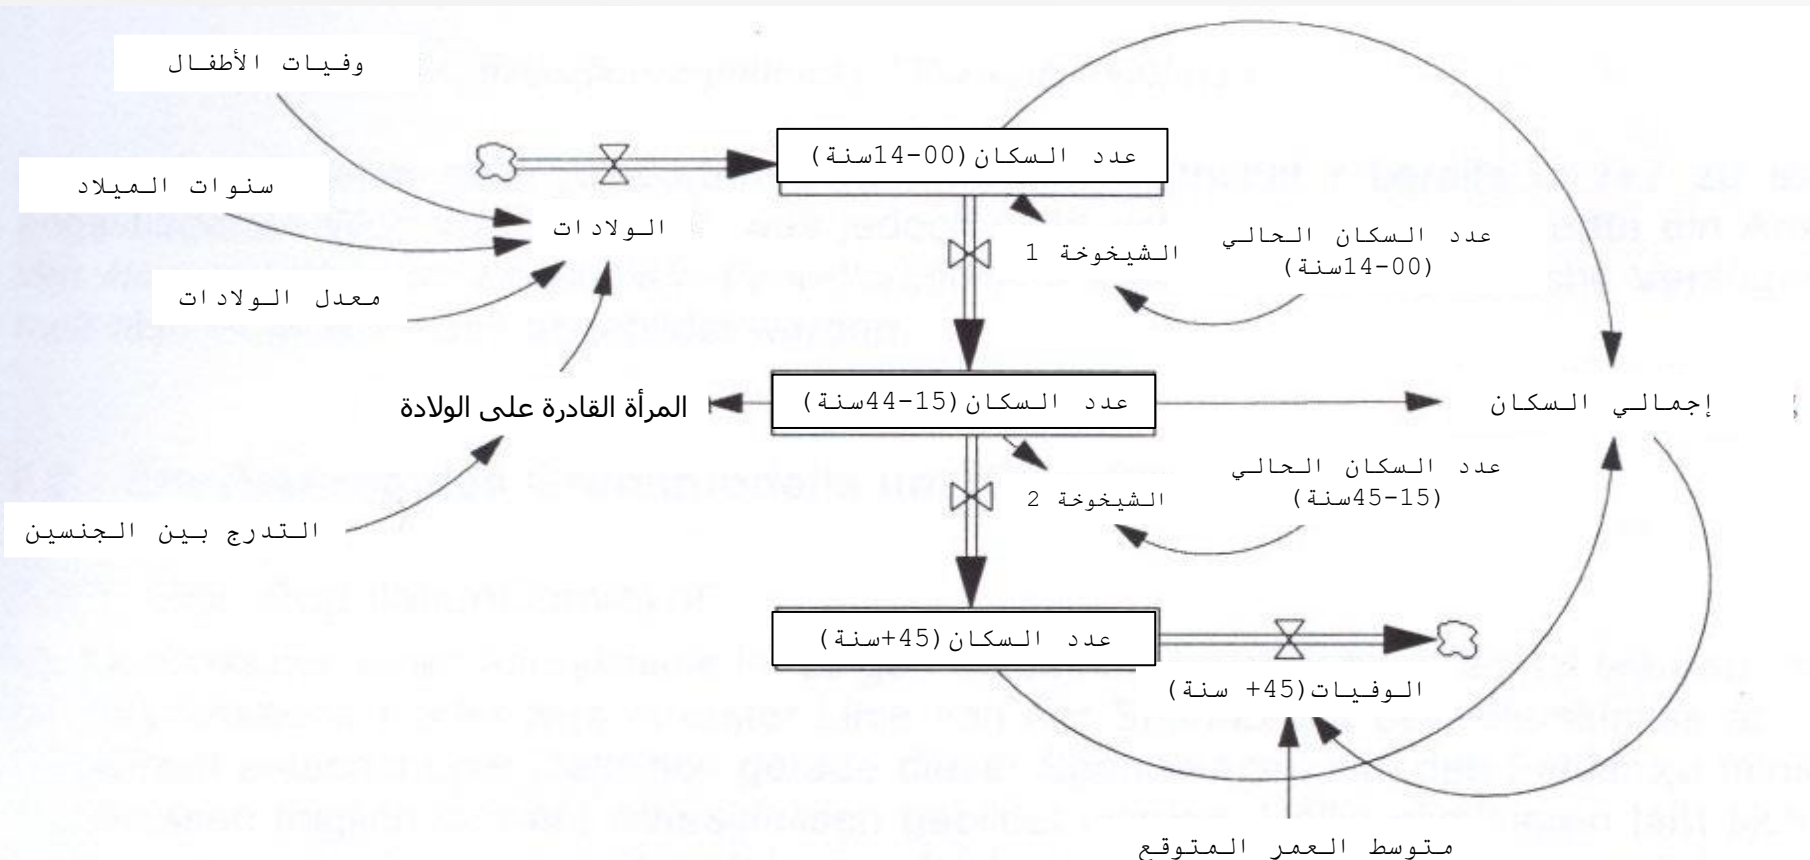 وفيات الأطفال
عدد السكان (00-14سنة)
سنوات الميلاد
الولادات
الشيخوخة 1
عدد السكان الحالي
(00-14سنة)
معدل الولادات
المرأة القادرة على الولادة
عدد السكان (15-44سنة)
إجمالي السكان
عدد السكان الحالي
(15-45سنة)
الشيخوخة 2
التدرج بين الجنسين
عدد السكان (45+سنة)
الوفيات (45+ سنة)
متوسط العمر المتوقع